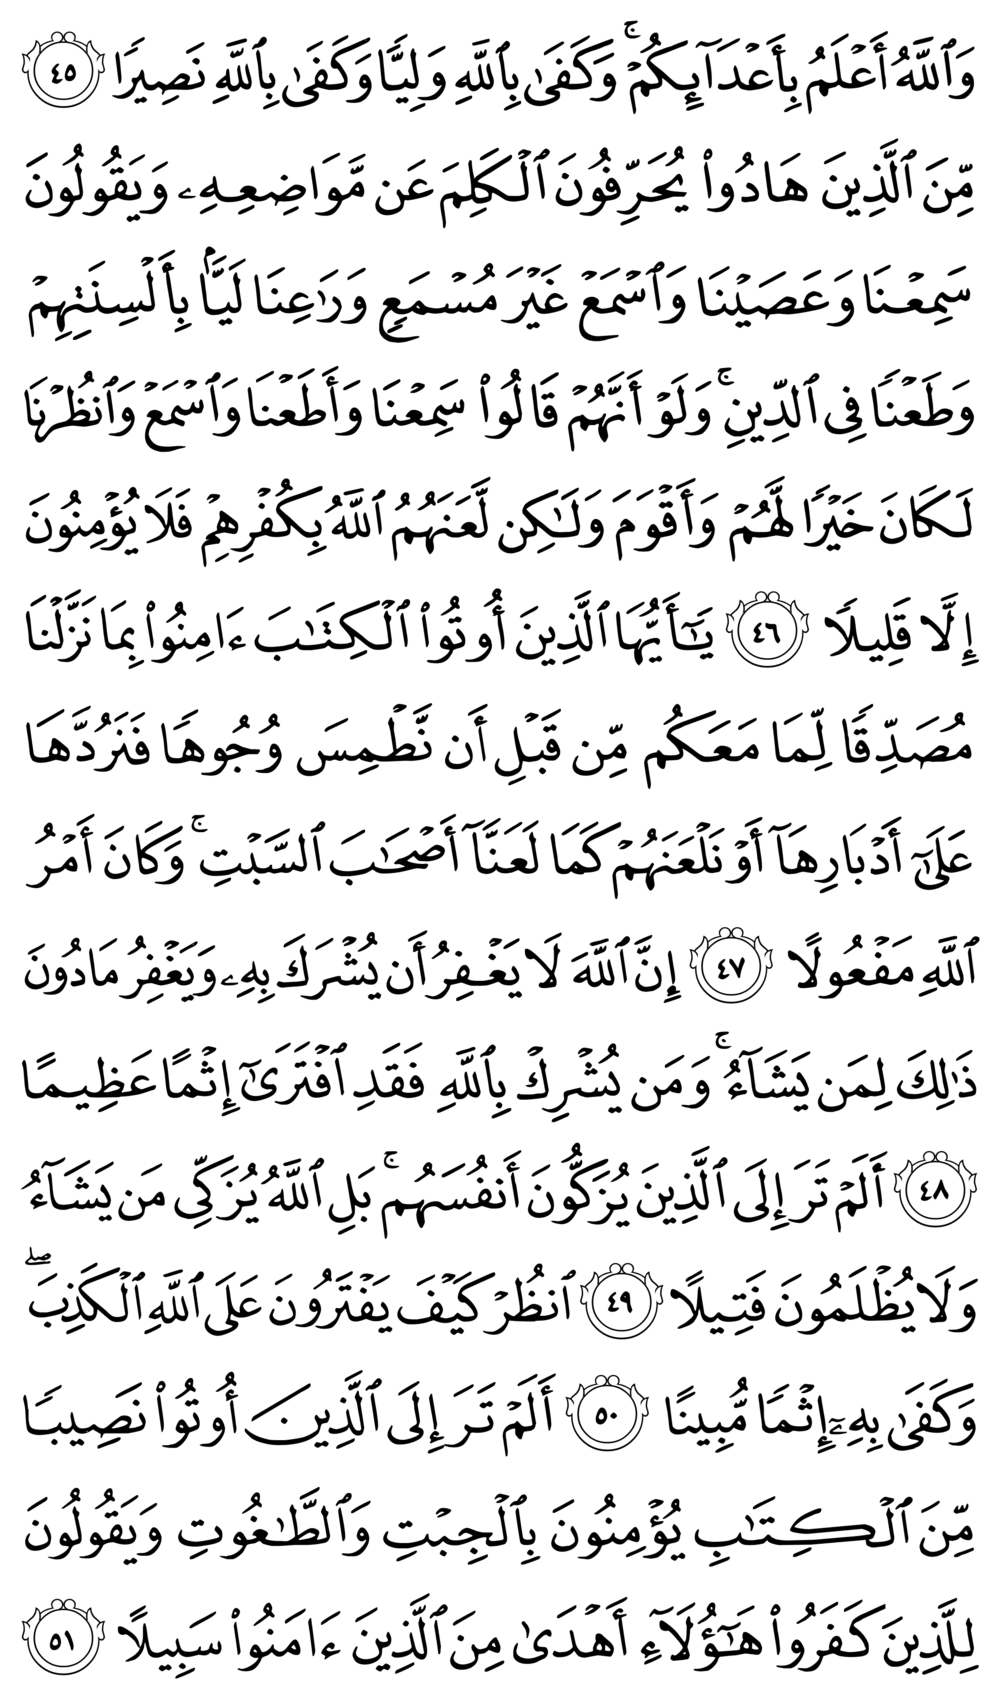 وَٱللَّهُ أَعۡلَمُ بِأَعۡدَآئِكُمۡۚ وَكَفَىٰ بِٱللَّهِ وَلِيّٗا وَكَفَىٰ بِٱللَّهِ نَصِيرٗا ٤٥
مِّنَ ٱلَّذِينَ هَادُواْ يُحَرِّفُونَ ٱلۡكَلِمَ عَن مَّوَاضِعِهِۦ وَيَقُولُونَ
سَمِعۡنَا وَعَصَيۡنَا وَٱسۡمَعۡ غَيۡرَ مُسۡمَعٖ وَرَٰعِنَا لَيَّۢا بِأَلۡسِنَتِهِمۡ
وَطَعۡنٗا فِي ٱلدِّينِۚ وَلَوۡ أَنَّهُمۡ قَالُواْ سَمِعۡنَا وَأَطَعۡنَا وَٱسۡمَعۡ وَٱنظُرۡنَا
لَكَانَ خَيۡرٗا لَّهُمۡ وَأَقۡوَمَ وَلَٰكِن لَّعَنَهُمُ ٱللَّهُ بِكُفۡرِهِمۡ فَلَا يُؤۡمِنُونَ
إِلَّا قَلِيلٗا ٤٦ يَٰٓأَيُّهَا ٱلَّذِينَ أُوتُواْ ٱلۡكِتَٰبَ ءَامِنُواْ بِمَا نَزَّلۡنَا
مُصَدِّقٗا لِّمَا مَعَكُم مِّن قَبۡلِ أَن نَّطۡمِسَ وُجُوهٗا فَنَرُدَّهَا
عَلَىٰٓ أَدۡبَارِهَآ أَوۡ نَلۡعَنَهُمۡ كَمَا لَعَنَّآ أَصۡحَٰبَ ٱلسَّبۡتِۚ وَكَانَ أَمۡرُ
ٱللَّهِ مَفۡعُولًا ٤٧ إِنَّ ٱللَّهَ لَا يَغۡفِرُ أَن يُشۡرَكَ بِهِۦ وَيَغۡفِرُ مَا دُونَ
ذَٰلِكَ لِمَن يَشَآءُۚ وَمَن يُشۡرِكۡ بِٱللَّهِ فَقَدِ ٱفۡتَرَىٰٓ إِثۡمًا عَظِيمًا
٤٨ أَلَمۡ تَرَ إِلَى ٱلَّذِينَ يُزَكُّونَ أَنفُسَهُمۚ بَلِ ٱللَّهُ يُزَكِّي مَن يَشَآءُ
وَلَا يُظۡلَمُونَ فَتِيلًا ٤٩ ٱنظُرۡ كَيۡفَ يَفۡتَرُونَ عَلَى ٱللَّهِ ٱلۡكَذِبَۖ
وَكَفَىٰ بِهِۦٓ إِثۡمٗا مُّبِينًا ٥٠ أَلَمۡ تَرَ إِلَى ٱلَّذِينَ أُوتُواْ نَصِيبٗا
مِّنَ ٱلۡكِتَٰبِ يُؤۡمِنُونَ بِٱلۡجِبۡتِ وَٱلطَّٰغُوتِ وَيَقُولُونَ
لِلَّذِينَ كَفَرُواْ هَٰٓؤُلَآءِ أَهۡدَىٰ مِنَ ٱلَّذِينَ ءَامَنُواْ سَبِيلًا ٥١